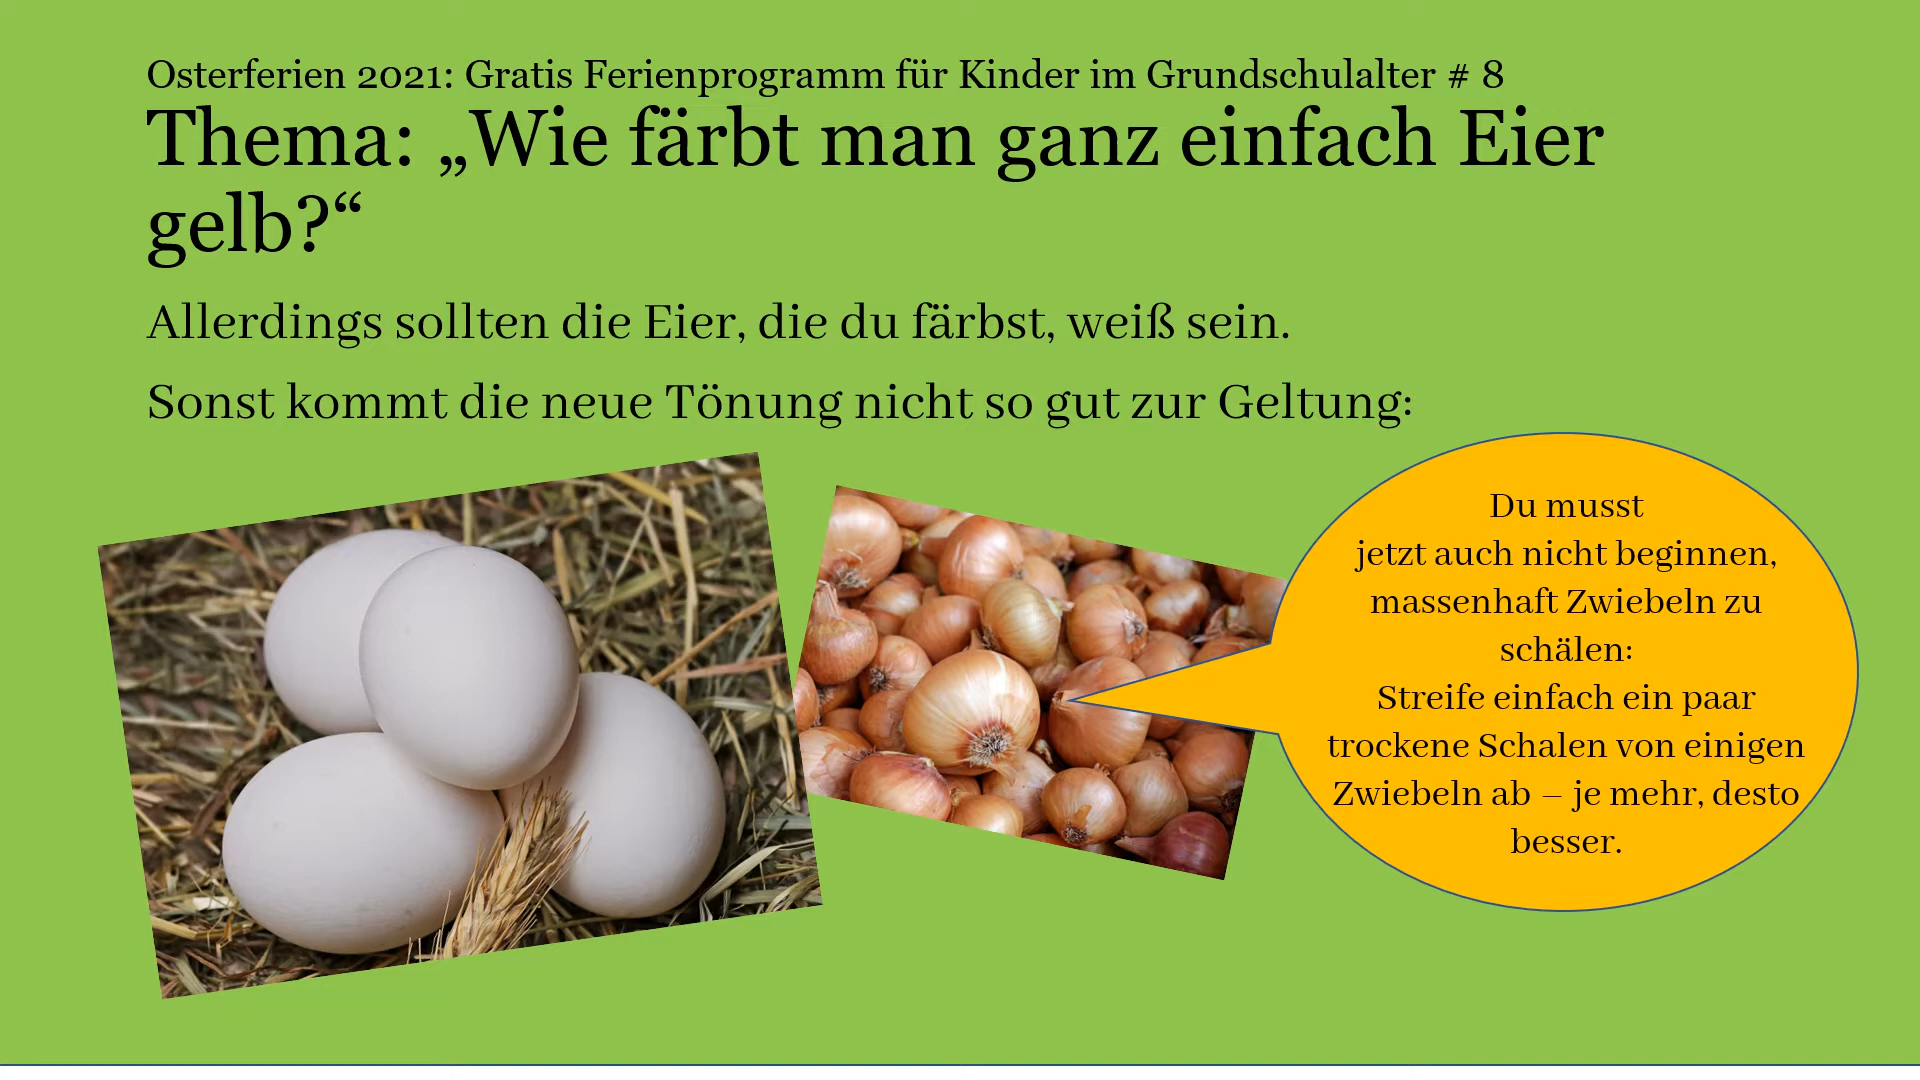 Osterferien 2021: Gratis Ferienprogramm für Kinder im Grundschulalter # 8
Thema: „Wie färbt man ganz einfach Eier
gelb?“
Allerdings sollten die Eier, die du färbst, weiß sein.
Sonst kommt die neue Tönung nicht so gut zur Geltung:
Du musst
jetzt auch nicht beginnen,
massenhaft Zwiebeln zu
schälen:
Streife einfach ein paar
trockene Schalen von einigen
Zwiebeln ab – je mehr, desto
besser.